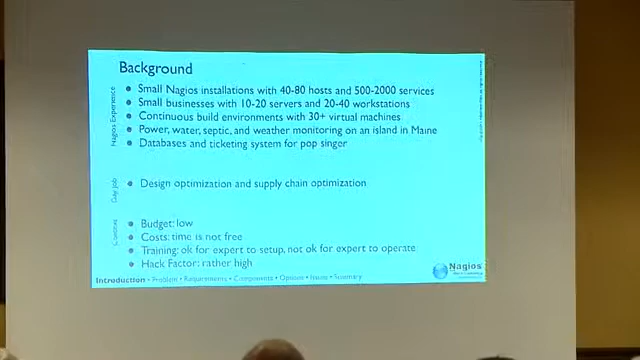 Background
Nagios Experience
Small Nagios installations with 40-80 hosts and 500-2000 services
Small businesses with 10-20 servers and 20-40 workstations
Continuous build environments with 30+ virtual machines
Power, water, septic, and weather monitoring on an island in Maine
Databases and ticketing system for pop singer
Day Job
Design optimization and supply chain optimization
Budget: low
Costs: time is not free
Training: ok for expert to setup, not ok for expert to operate
Hack Factor: rather high
Introduction • Problem • Requirements • Components • Options • Issues • Summary
Nagios